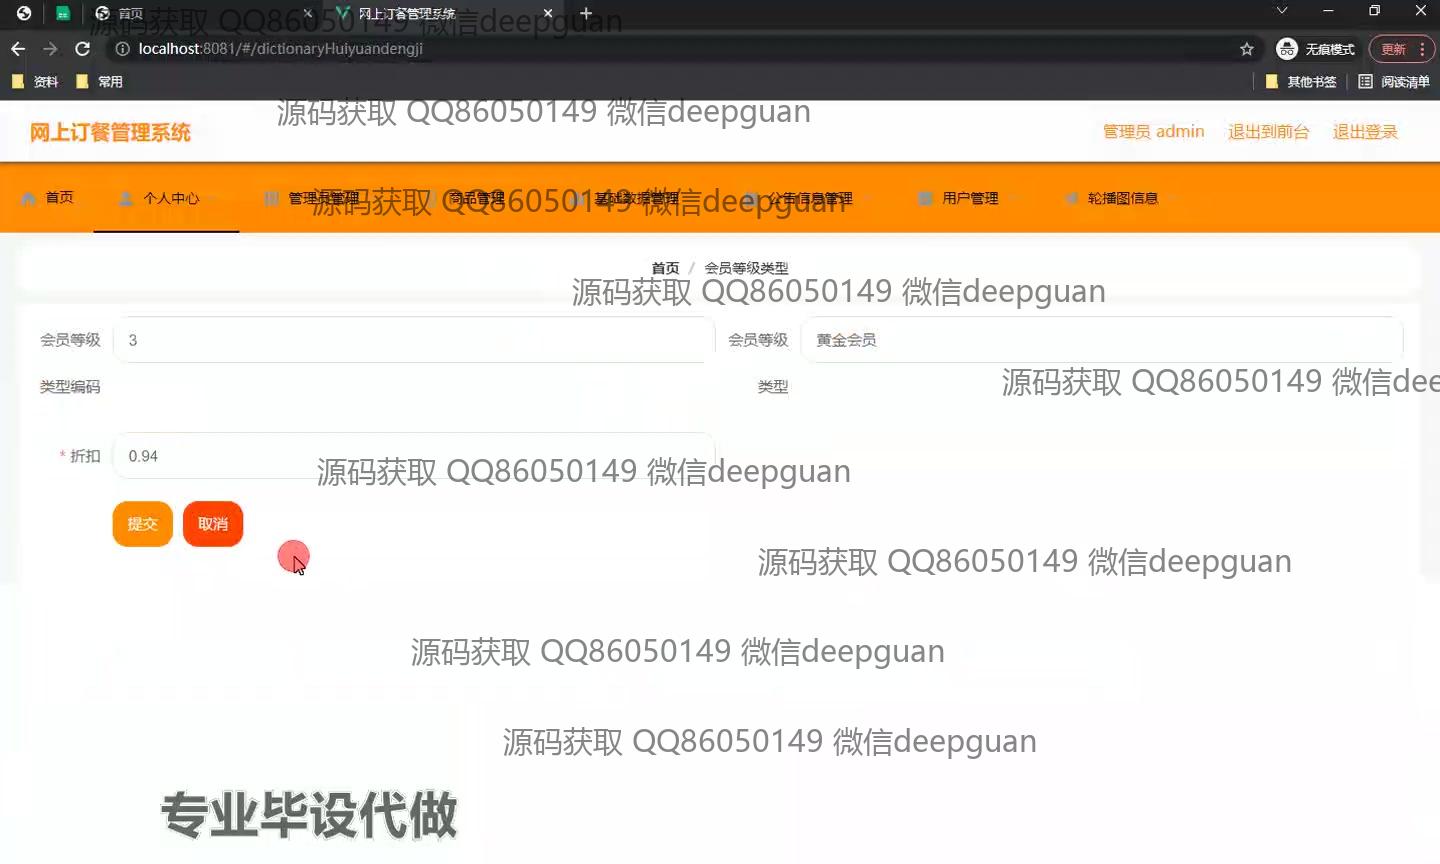 首页
网上订餐管理系统
源码获取 QQ86050149 微信deepguan
localhost:8081/#/dictionaryHuiyuandengji
无痕模式
更新
资料
常用
其他书签
阅读清单
源码获取 QQ86050149 微信deepguan
网上订餐管理系统
管理员 admin
退出到前台
退出登录
首页
个人中心
管理员管理
商品管理
基础数据管理
公告信息管理
用户管理
轮播图信息
源码获取 QQ86050149 微信deepguan
首页 / 会员等级类型
源码获取 QQ86050149 微信deepguan
会员等级
类型编码
3
会员等级
类型
黄金会员
源码获取 QQ86050149 微信dee
* 折扣
0.94
源码获取 QQ86050149 微信deepguan
提交
取消
源码获取 QQ86050149 微信deepguan
源码获取 QQ86050149 微信deepguan
源码获取 QQ86050149 微信deepguan
专业毕设代做